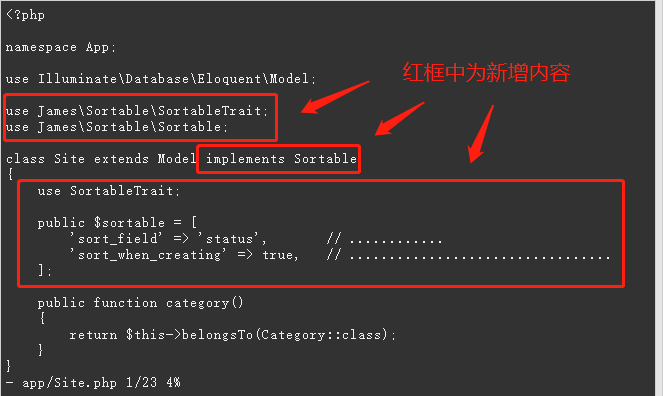 <?php
namespace App;
use Illuminate\Database\Eloquent\Model;
红框中为新增内容
use James\Sortable\SortableTrait;
use James\Sortable\Sortable;
class Site extends Model implements Sortable
{
    use SortableTrait;
    public $sortable = [
        'sort_field' => 'status',       // ............
        'sort_when_creating' => true,   // .................................
    ];
    public function category()
    {
        return $this->belongsTo(Category::class);
    }
}
- app/Site.php 1/23 4%